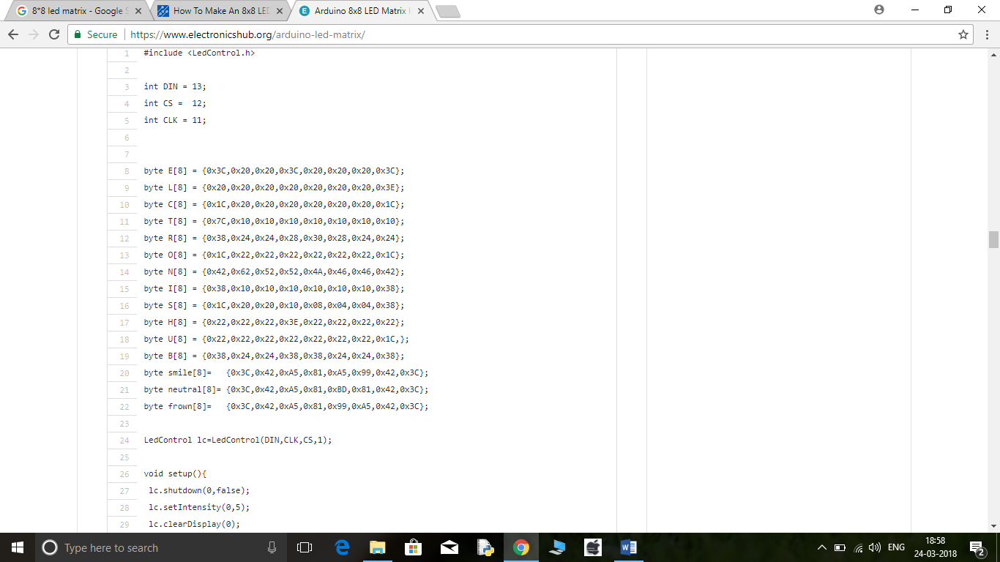 8*8 led matrix - Google S
How To Make An 8x8 LED
Arduino 8x8 LED Matrix I
Secure https://www.electronicshub.org/arduino-led-matrix/
1 #include <LedControl.h>
2
3 int DIN = 13;
4 int CS =  12;
5 int CLK = 11;
6
7
8 byte E[8] = {0x3C,0x20,0x20,0x3C,0x20,0x20,0x20,0x3C};
9 byte L[8] = {0x20,0x20,0x20,0x20,0x20,0x20,0x20,0x3E};
10 byte C[8] = {0x1C,0x20,0x20,0x20,0x20,0x20,0x20,0x1C};
11 byte T[8] = {0x7C,0x10,0x10,0x10,0x10,0x10,0x10,0x10};
12 byte R[8] = {0x38,0x24,0x24,0x28,0x30,0x28,0x24,0x24};
13 byte O[8] = {0x1C,0x22,0x22,0x22,0x22,0x22,0x22,0x1C};
14 byte N[8] = {0x42,0x62,0x52,0x52,0x4A,0x46,0x46,0x42};
15 byte I[8] = {0x38,0x10,0x10,0x10,0x10,0x10,0x10,0x38};
16 byte S[8] = {0x1C,0x20,0x20,0x10,0x08,0x04,0x04,0x38};
17 byte H[8] = {0x22,0x22,0x22,0x3E,0x22,0x22,0x22,0x22};
18 byte U[8] = {0x22,0x22,0x22,0x22,0x22,0x22,0x22,0x1C,};
19 byte B[8] = {0x38,0x24,0x24,0x38,0x38,0x24,0x24,0x38};
20 byte smile[8]=   {0x3C,0x42,0xA5,0x81,0xA5,0x99,0x42,0x3C};
21 byte neutral[8]= {0x3C,0x42,0xA5,0x81,0xBD,0x81,0x42,0x3C};
22 byte frown[8]=   {0x3C,0x42,0xA5,0x81,0x99,0xA5,0x42,0x3C};
23
24 LedControl lc=LedControl(DIN,CLK,CS,1);
25
26 void setup(){
27  lc.shutdown(0,false);
28  lc.setIntensity(0,5);
29  lc.clearDisplay(0);
Type here to search
ENG
18:58
24-03-2018
2